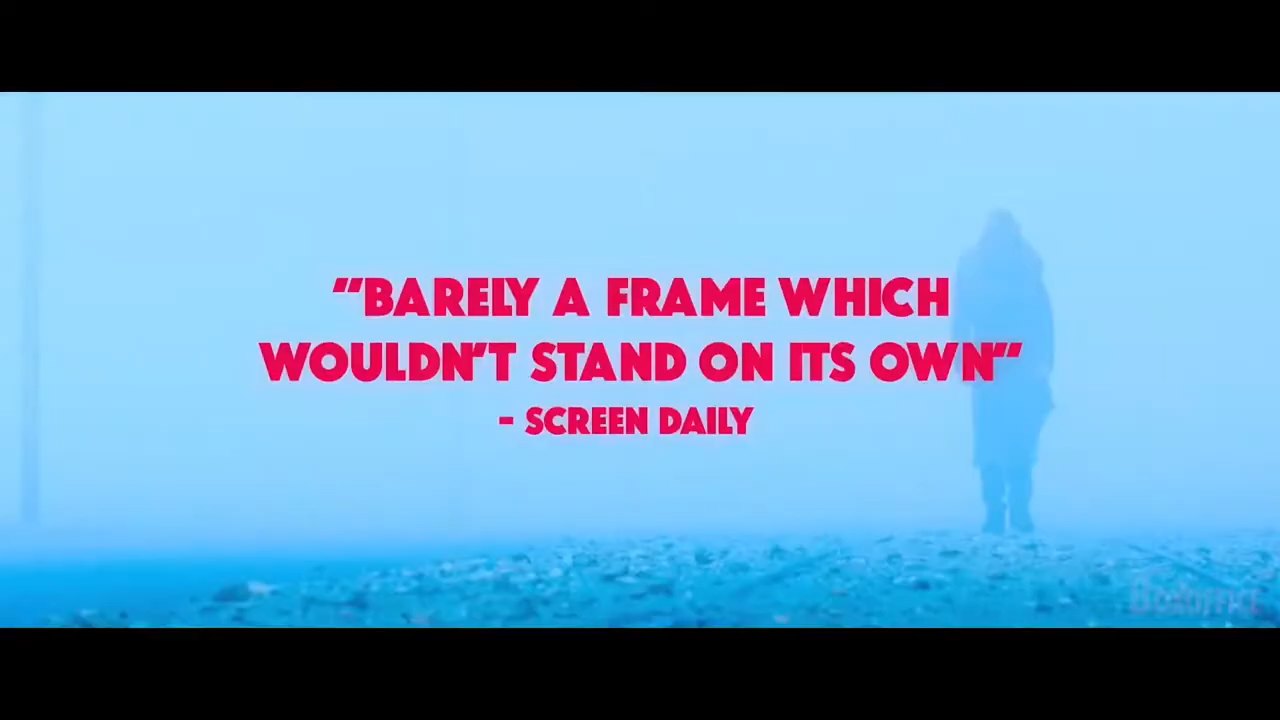 "BARELY A FRAME WHICH
WOULDN'T STAND ON ITS OWN"
- SCREEN DAILY